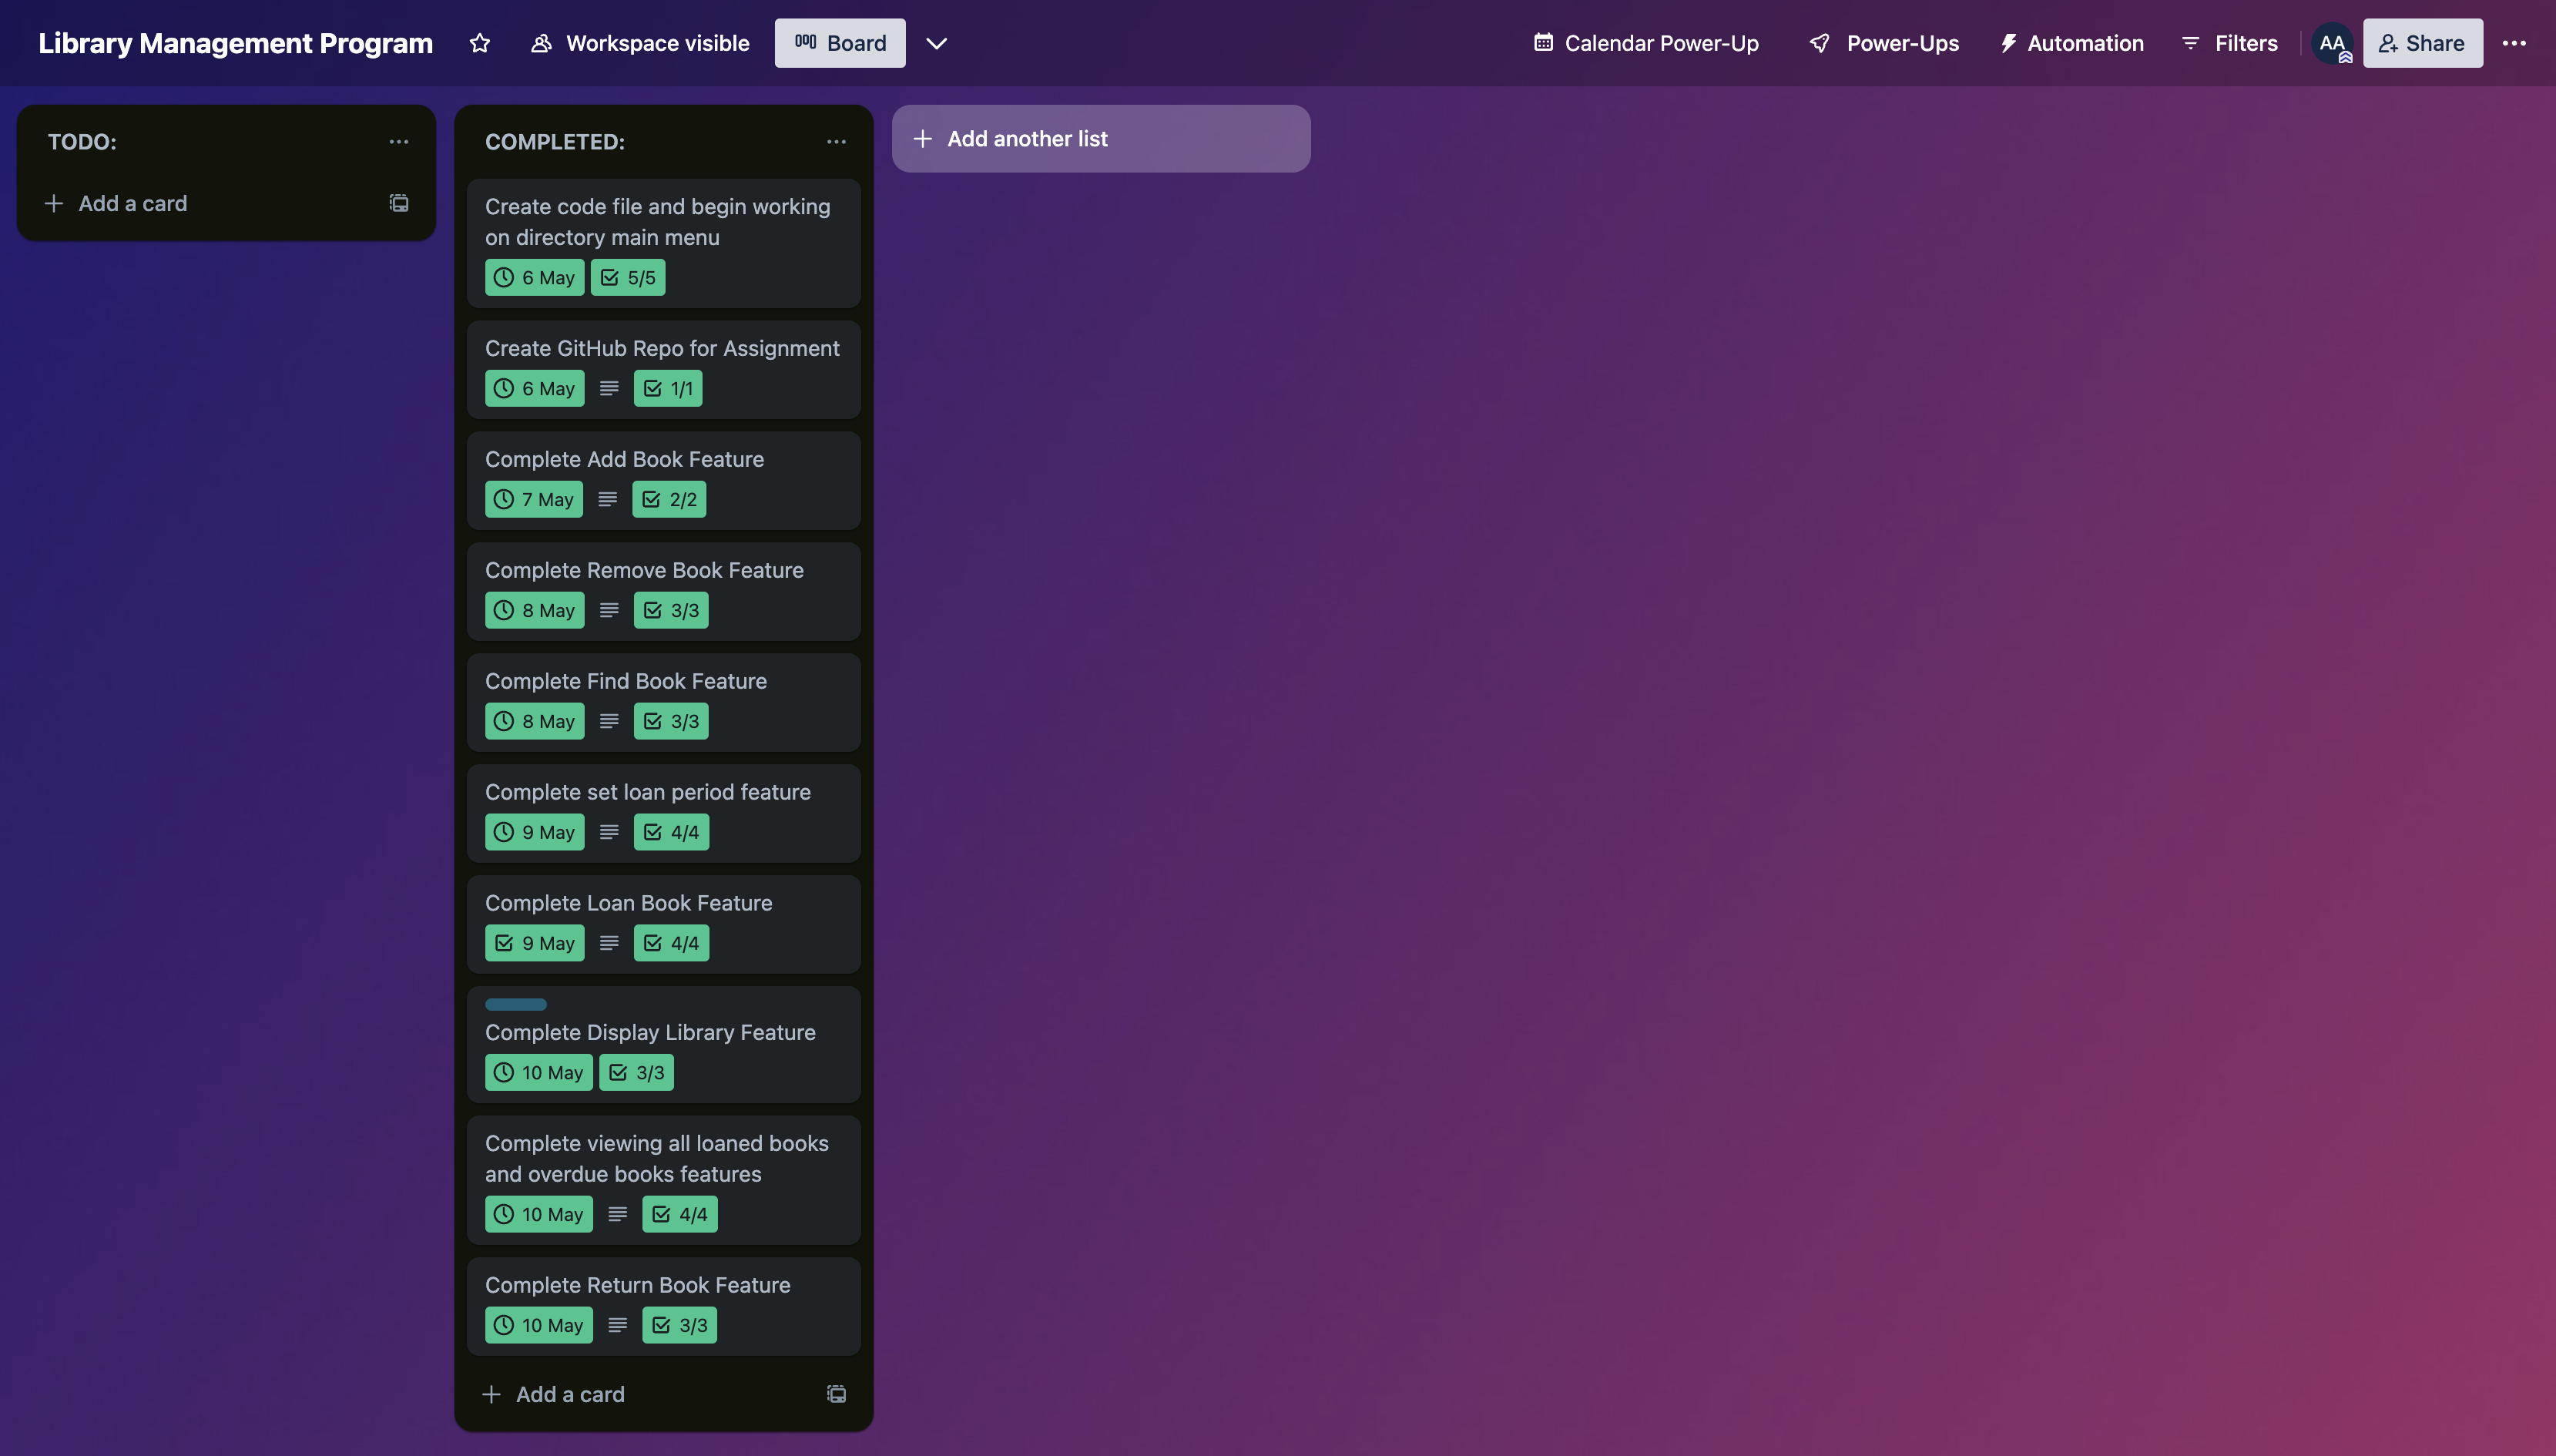 Library Management Program
Workspace visible
Board
Calendar Power-Up
Power-Ups
Automation
Filters
AA
Share
TODO:
Add a card
COMPLETED:
Create code file and begin working
on directory main menu
6 May 5/5
Create GitHub Repo for Assignment
6 May 1/1
Complete Add Book Feature
7 May 2/2
Complete Remove Book Feature
8 May 3/3
Complete Find Book Feature
8 May 3/3
Complete set loan period feature
9 May 4/4
Complete Loan Book Feature
9 May 4/4
Complete Display Library Feature
10 May 3/3
Complete viewing all loaned books
and overdue books features
10 May 4/4
Complete Return Book Feature
10 May 3/3
Add a card
Add another list